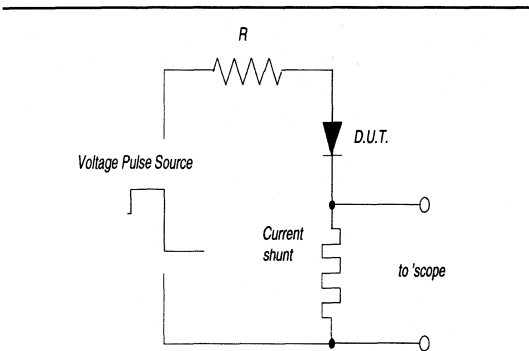 R
D.U.T.
Voltage Pulse Source
Current
shunt
to 'scope